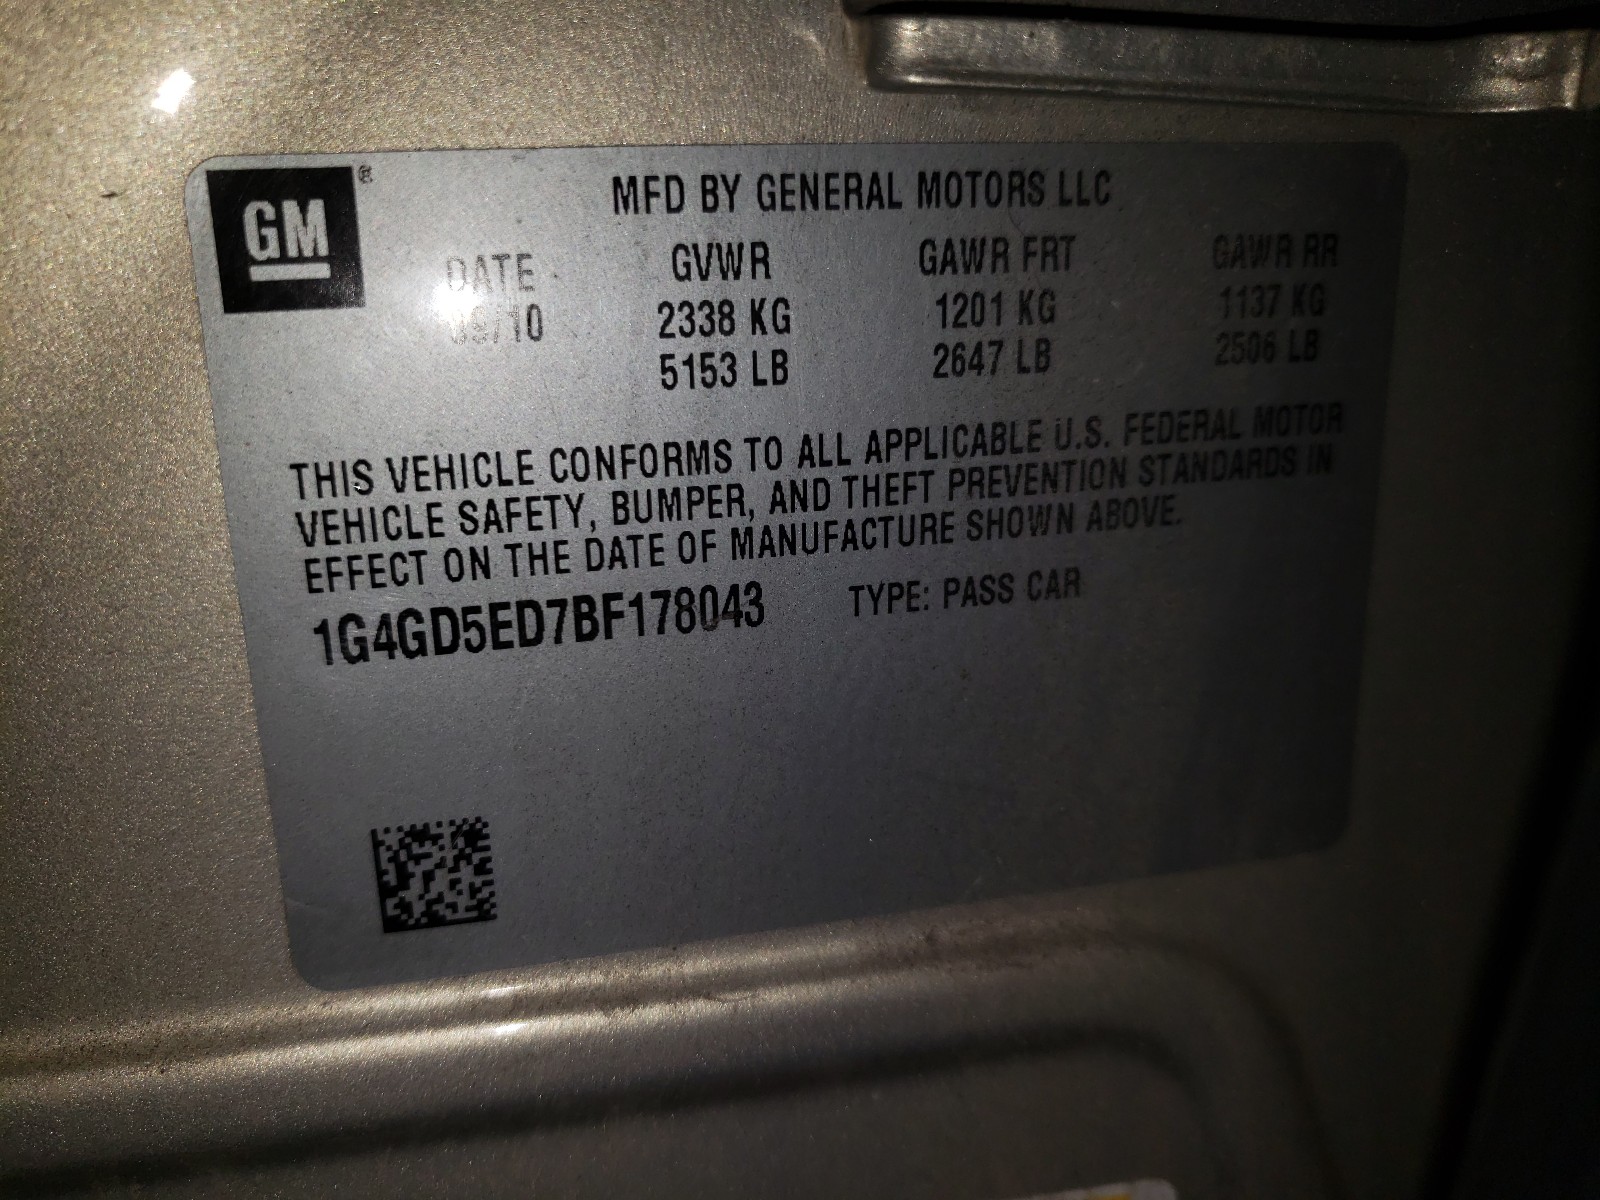 GM ®
MFD BY GENERAL MOTORS LLC
DATE GVWR GAWR FRT GAWR RR
09/10 2338 KG 1201 KG 1137 KG
5153 LB 2647 LB 2506 LB
THIS VEHICLE CONFORMS TO ALL APPLICABLE U.S. FEDERAL MOTOR
VEHICLE SAFETY, BUMPER, AND THEFT PREVENTION STANDARDS IN
EFFECT ON THE DATE OF MANUFACTURE SHOWN ABOVE.
1G4GD5ED7BF178043 TYPE: PASS CAR